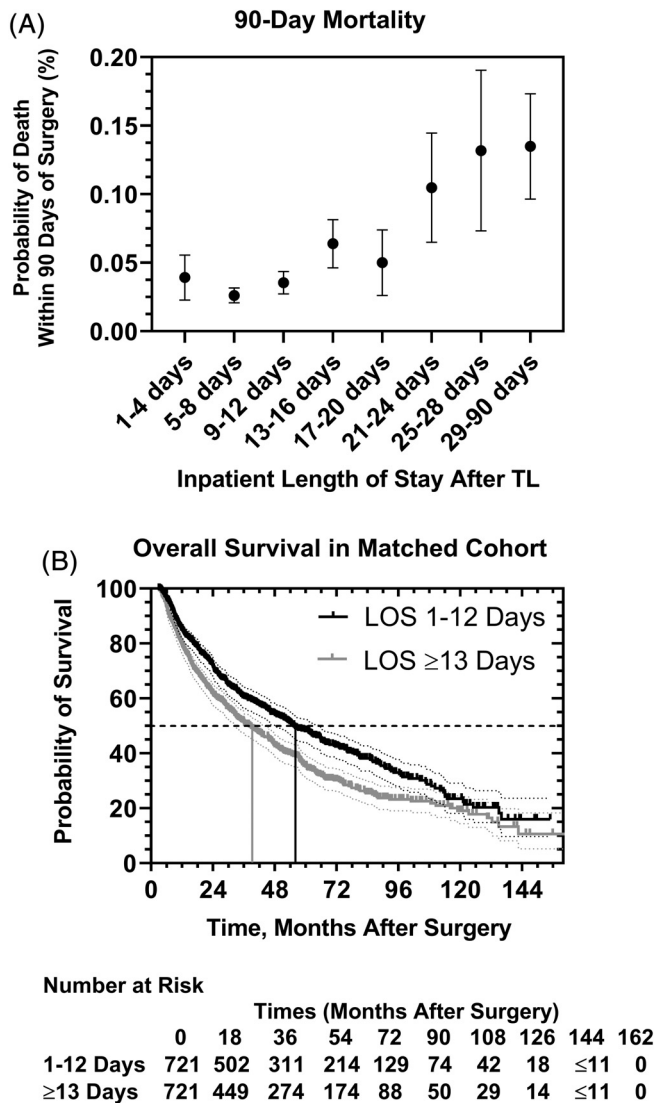 (A)
90-Day Mortality
Probability of Death
Within 90 Days of Surgery (%)
0.20
0.15
0.10
0.05
0.00
1-4 days
5-8 days
9-12 days
13-16 days
17-20 days
21-24 days
25-28 days
29-90 days
Inpatient Length of Stay After TL
(B)
Overall Survival in Matched Cohort
Probability of Survival
100
80
60
40
20
0
LOS 1-12 Days
LOS ≥13 Days
0 24 48 72 96 120 144
Time, Months After Surgery
Number at Risk
Times (Months After Surgery)
0 18 36 54 72 90 108 126 144 162
1-12 Days 721 502 311 214 129 74 42 18 ≤11 0
≥13 Days 721 449 274 174 88 50 29 14 ≤11 0